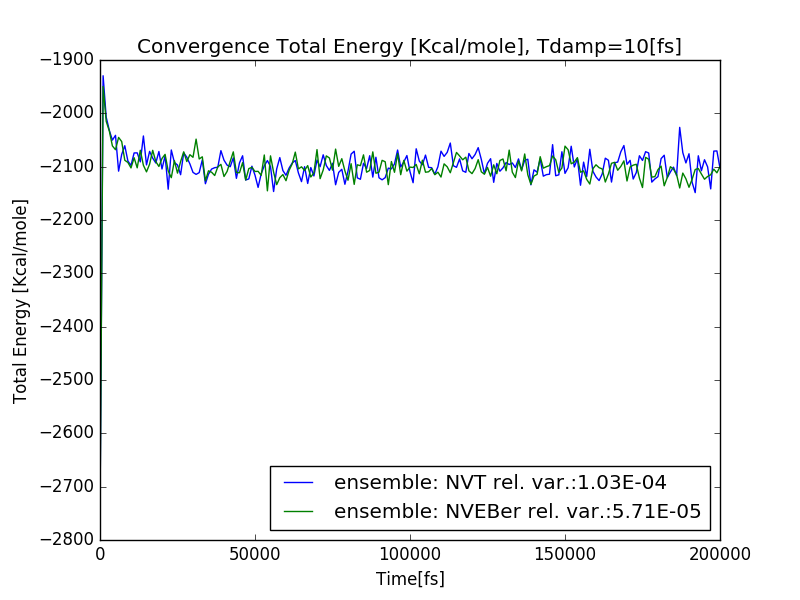 Convergence Total Energy [Kcal/mole], Tdamp=10[fs]
Total Energy [Kcal/mole]
−1900
−2000
−2100
−2200
−2300
−2400
−2500
−2600
−2700
−2800
ensemble: NVT rel. var.:1.03E-04
ensemble: NVEBer rel. var.:5.71E-05
0 50000 100000 150000 200000
Time[fs]